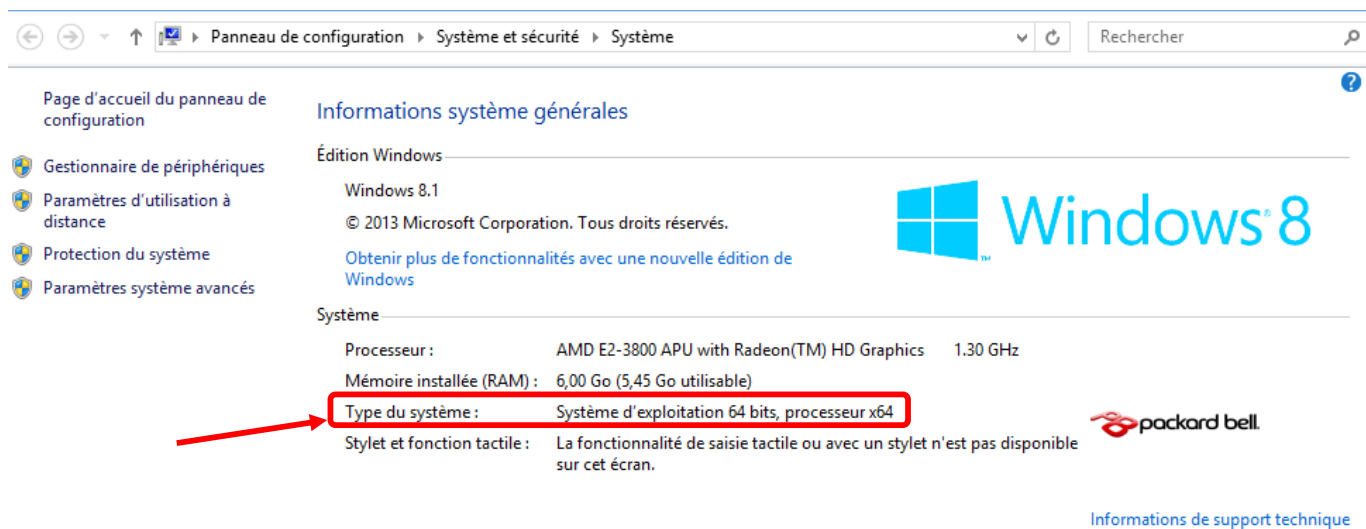 Panneau de configuration Système et sécurité Système
Rechercher
Page d'accueil du panneau de
configuration
Gestionnaire de périphériques
Paramètres d'utilisation à
distance
Protection du système
Paramètres système avancés
Informations système générales
Édition Windows
Windows 8.1
© 2013 Microsoft Corporation. Tous droits réservés.
Obtenir plus de fonctionnalités avec une nouvelle édition de
Windows
Windows® 8
TM
Système
Processeur : AMD E2-3800 APU with Radeon(TM) HD Graphics 1.30 GHz
Mémoire installée (RAM) : 6,00 Go (5,45 Go utilisable)
Type du système : Système d'exploitation 64 bits, processeur x64
Stylet et fonction tactile : La fonctionnalité de saisie tactile ou avec un stylet n'est pas disponible
sur cet écran.
packard bell.
Informations de support technique